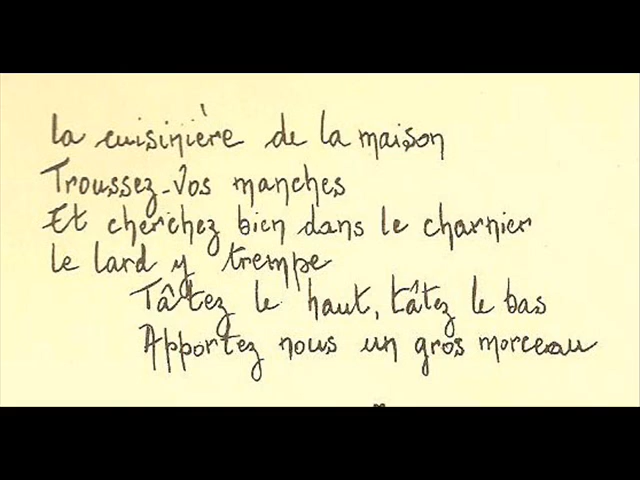 la cuisinière de la maison
Troussez-vos manches
Et cherchez bien dans le charnier
le lard y trempe
Tâtez le haut, tâtez le bas
Apportez nous un gros morceau